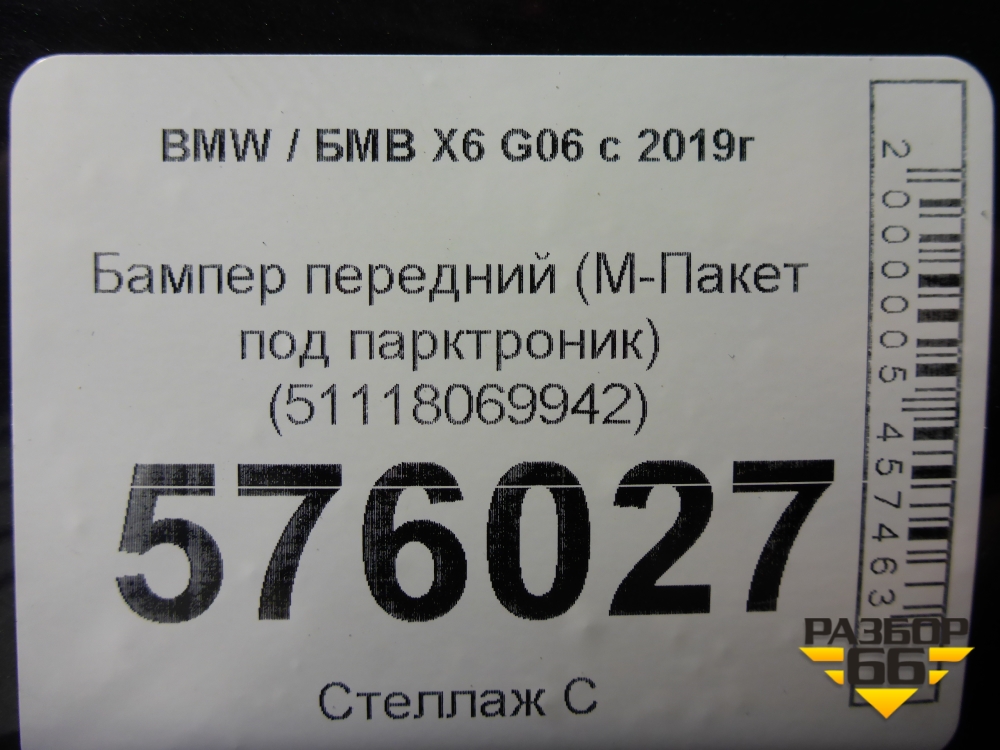 BMW / БМВ X6 G06 с 2019г
Бампер передний (М-Пакет
под парктроник)
(51118069942)
576027
Стеллаж С
2000005457463
РАЗБОР
66